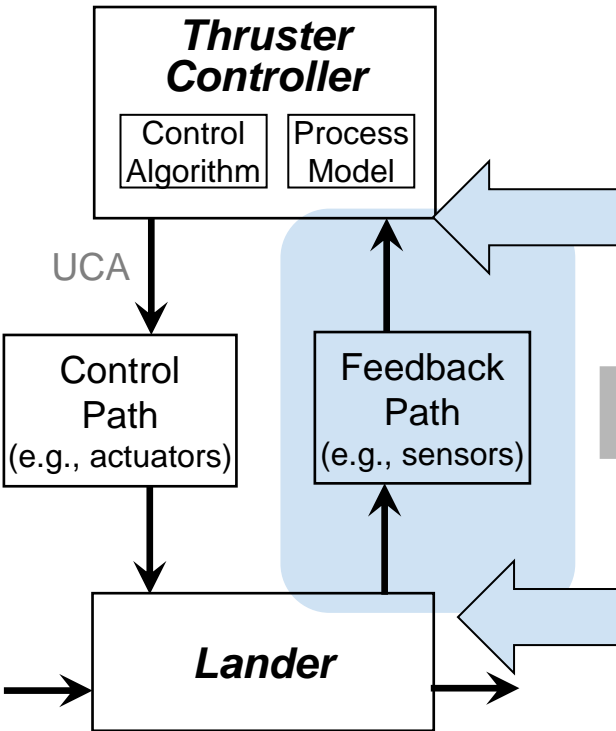 Thruster
Controller
Control
Algorithm
Process
Model
UCA
Control
Path
(e.g., actuators)
Feedback
Path
(e.g., sensors)
Lander